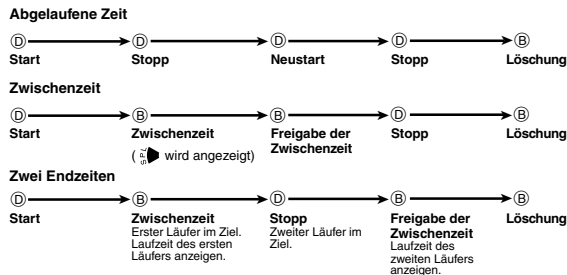 Abgelaufene Zeit
Ⓓ Ⓓ Ⓓ Ⓓ Ⓑ
Start Stopp Neustart Stopp Löschung
Zwischenzeit
Ⓓ Ⓑ Ⓑ Ⓓ Ⓑ
Start Zwischenzeit Freigabe der Stopp Löschung
Zwischenzeit
( SPL wird angezeigt)
Zwei Endzeiten
Ⓓ Ⓑ Ⓓ Ⓑ Ⓑ
Start Zwischenzeit Stopp Freigabe der Löschung
Erster Läufer im Ziel. Zweiter Läufer im Zwischenzeit
Laufzeit des ersten Ziel. Laufzeit des
Läufers anzeigen. zweiten Läufers
anzeigen.